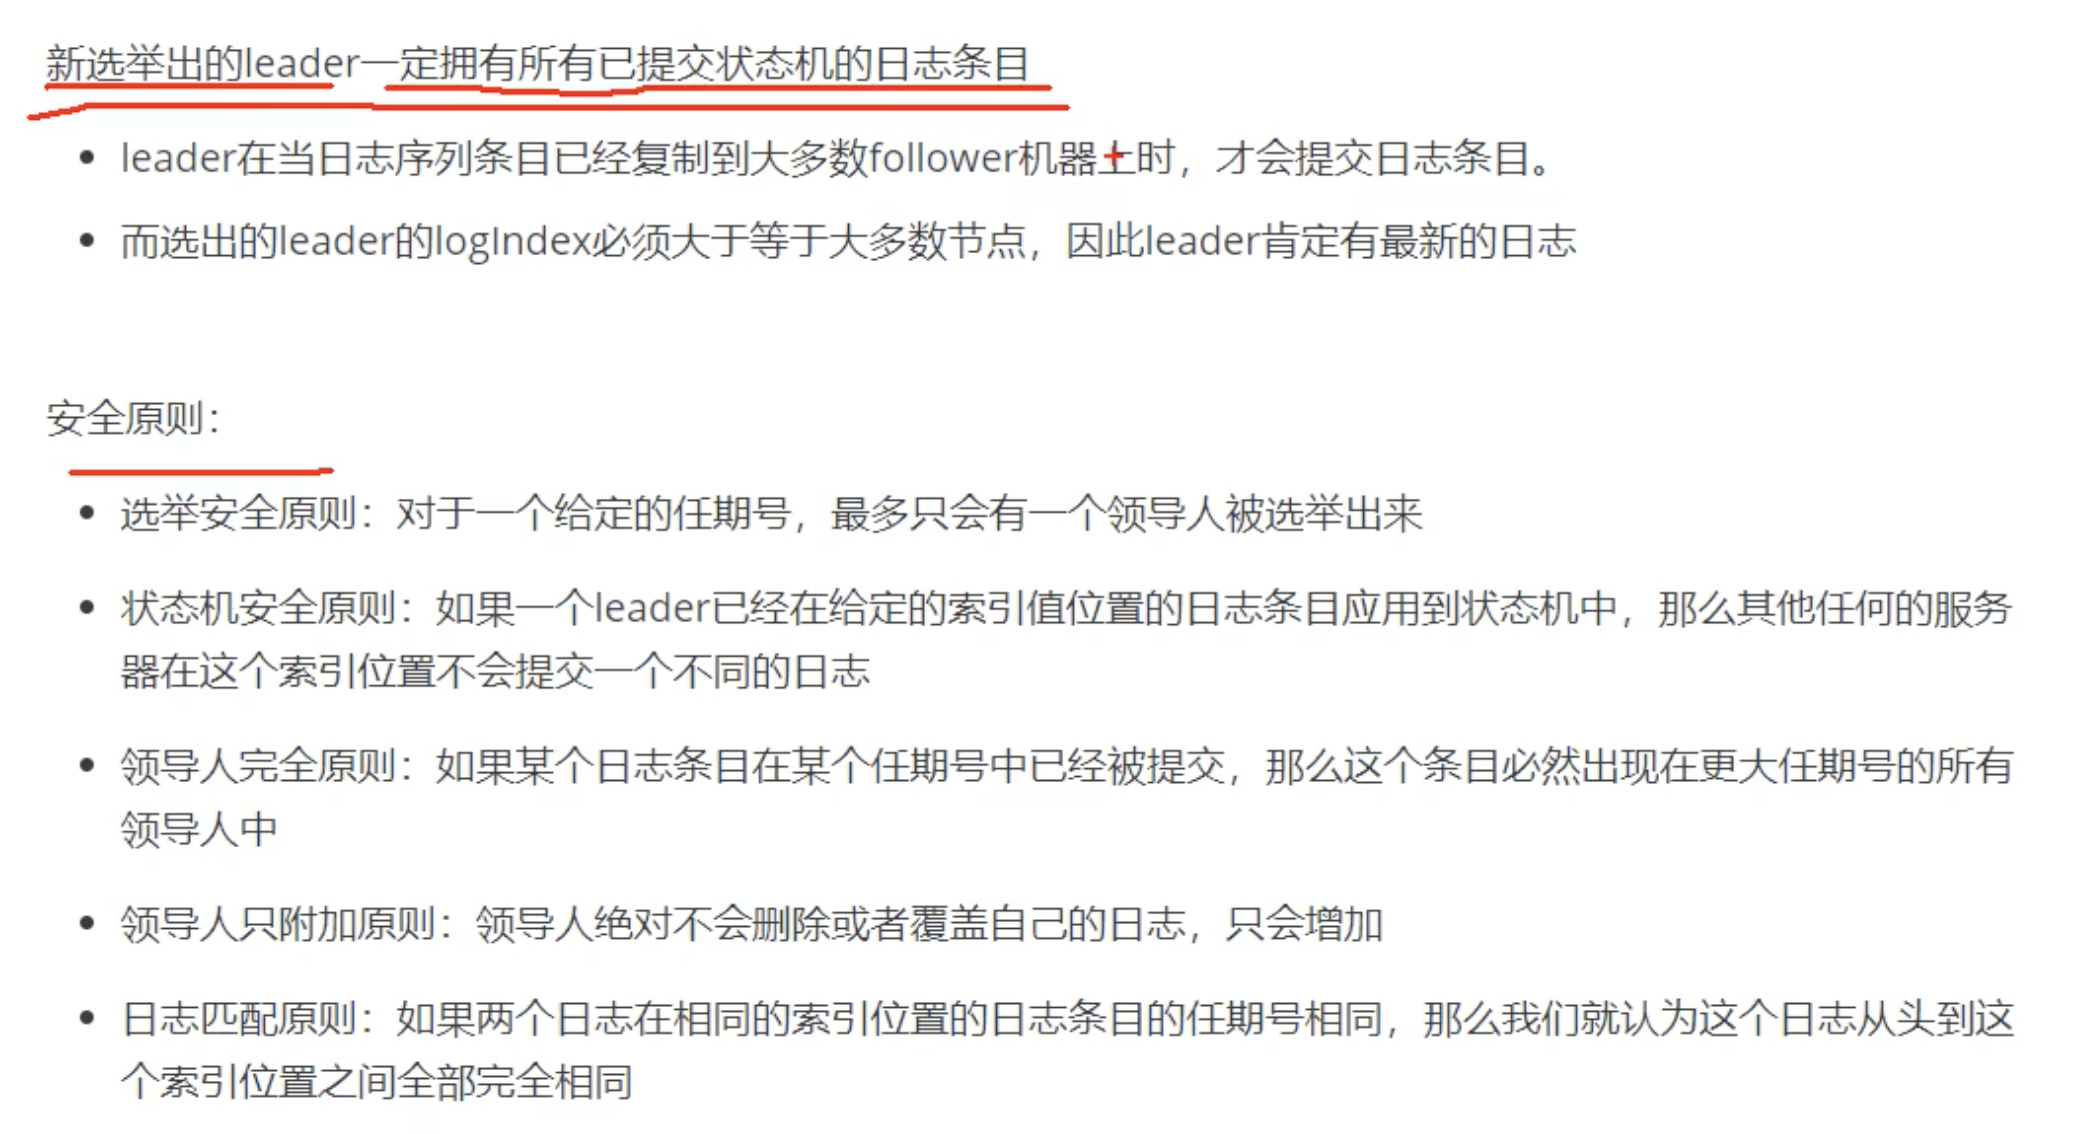 新选举出的leader一定拥有所有已提交状态机的日志条目
leader在当日志序列条目已经复制到大多数follower机器上时，才会提交日志条目。
而选出的leader的logIndex必须大于等于大多数节点，因此leader肯定有最新的日志
安全原则：
选举安全原则：对于一个给定的任期号，最多只会有一个领导人被选举出来
状态机安全原则：如果一个leader已经在给定的索引值位置的日志条目应用到状态机中，那么其他任何的服务
器在这个索引位置不会提交一个不同的日志
领导人完全原则：如果某个日志条目在某个任期号中已经被提交，那么这个条目必然出现在更大任期号的所有
领导人中
领导人只附加原则：领导人绝对不会删除或者覆盖自己的日志，只会增加
日志匹配原则：如果两个日志在相同的索引位置的日志条目的任期号相同，那么我们就认为这个日志从头到这
个索引位置之间全部完全相同